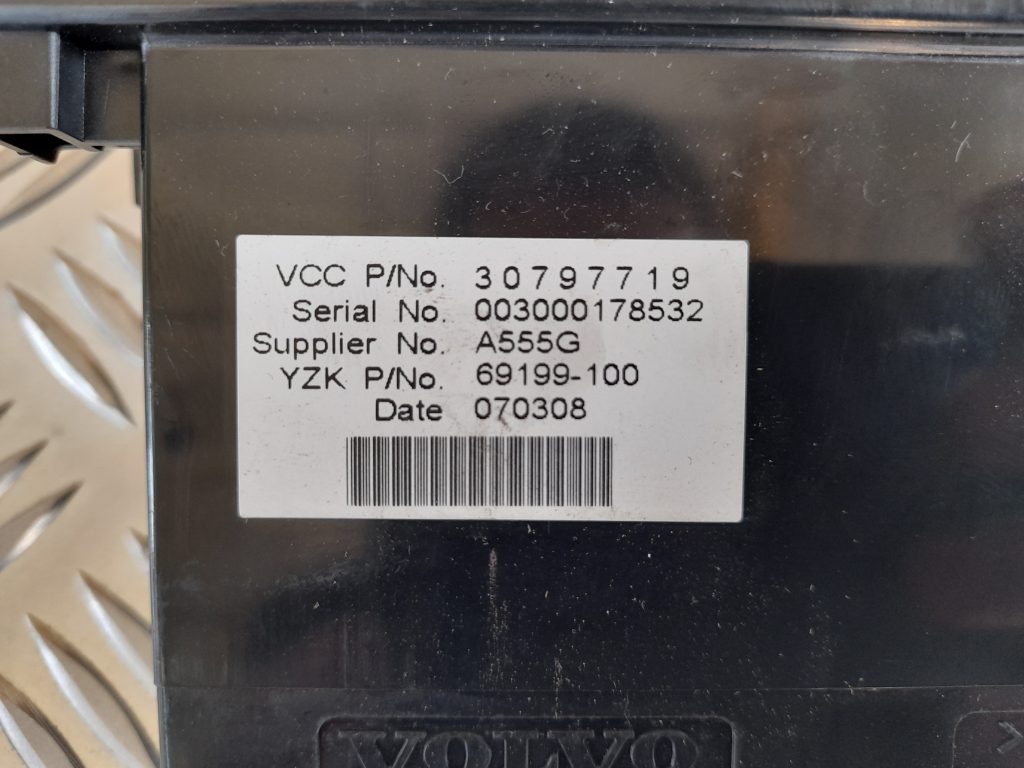 VCC P/No. 30797719
Serial No. 003000178532
Supplier No. A555G
YZK P/No. 69199-100
Date 070308
VOLVO